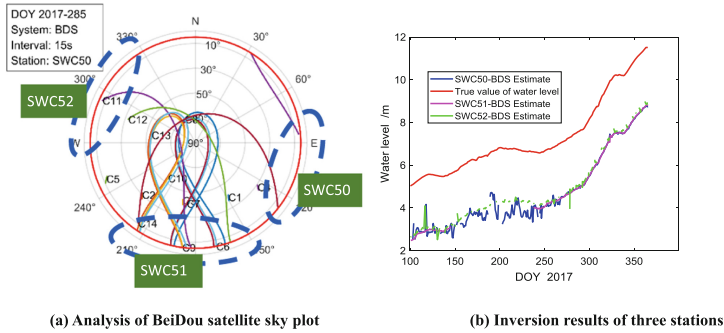 DOY 2017-285
System: BDS
Interval: 15s
Station: SWC50
N
30°
60°
E
150°
210°
240°
W
300°
330°
10°
30°
50°
90°
C11
C12
C13
C5
C10
C2
C7
C1
C14
C9
C6
SWC52
SWC50
SWC51
(a) Analysis of BeiDou satellite sky plot
12
10
8
6
4
2
Water level /m
SWC50-BDS Estimate
True value of water level
SWC51-BDS Estimate
SWC52-BDS Estimate
100
150
200
250
300
350
DOY 2017
(b) Inversion results of three stations